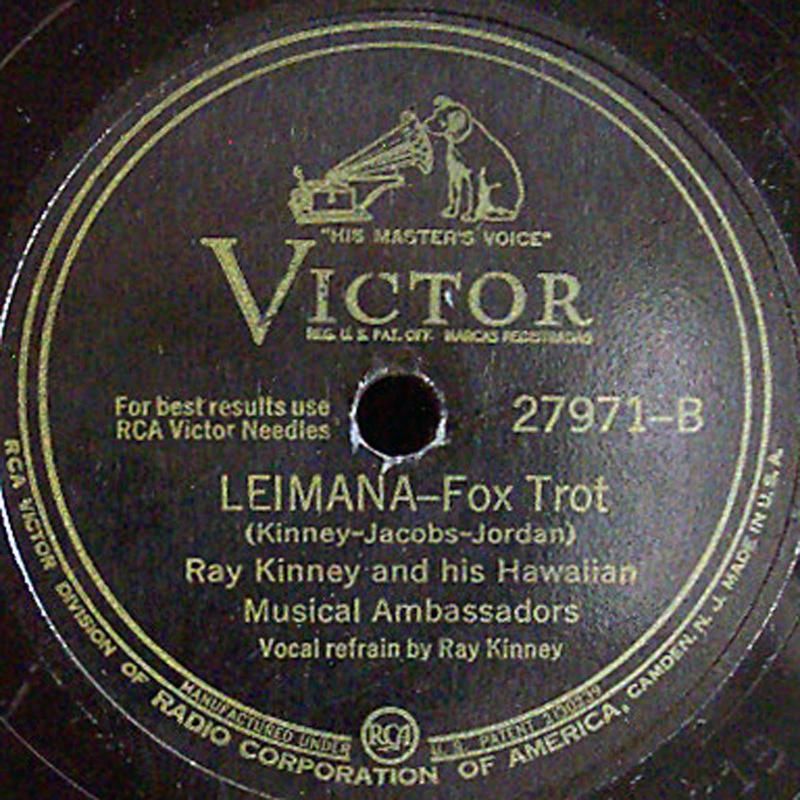 "HIS MASTER'S VOICE"
VICTOR
REG. U. S. PAT. OFF. MARCAS REGISTRADAS
For best results use
RCA Victor Needles
27971-B
LEIMANA-Fox Trot
(Kinney-Jacobs-Jordan)
Ray Kinney and his Hawaiian
Musical Ambassadors
Vocal refrain by Ray Kinney
MANUFACTURED UNDER RCA U. S. PATENT
RCA VICTOR DIVISION OF RADIO CORPORATION OF AMERICA, CAMDEN, N. J. MADE IN U.S.A.